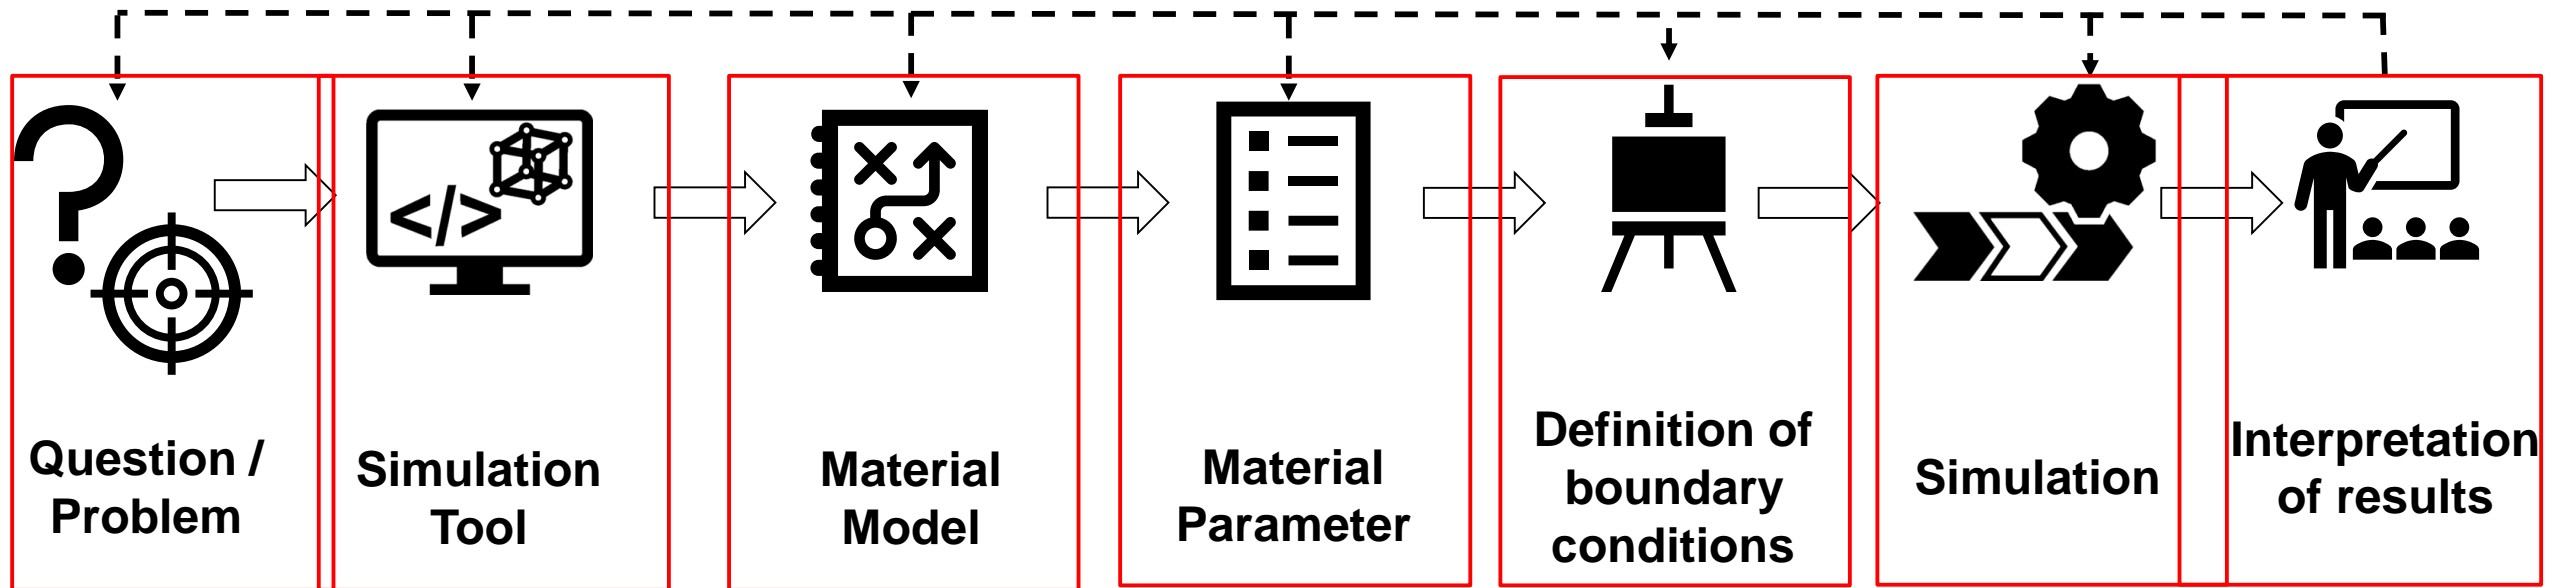 </>
Question /
Problem
Simulation
Tool
Material
Model
Material
Parameter
Definition of
boundary
conditions
Simulation
Interpretation
of results